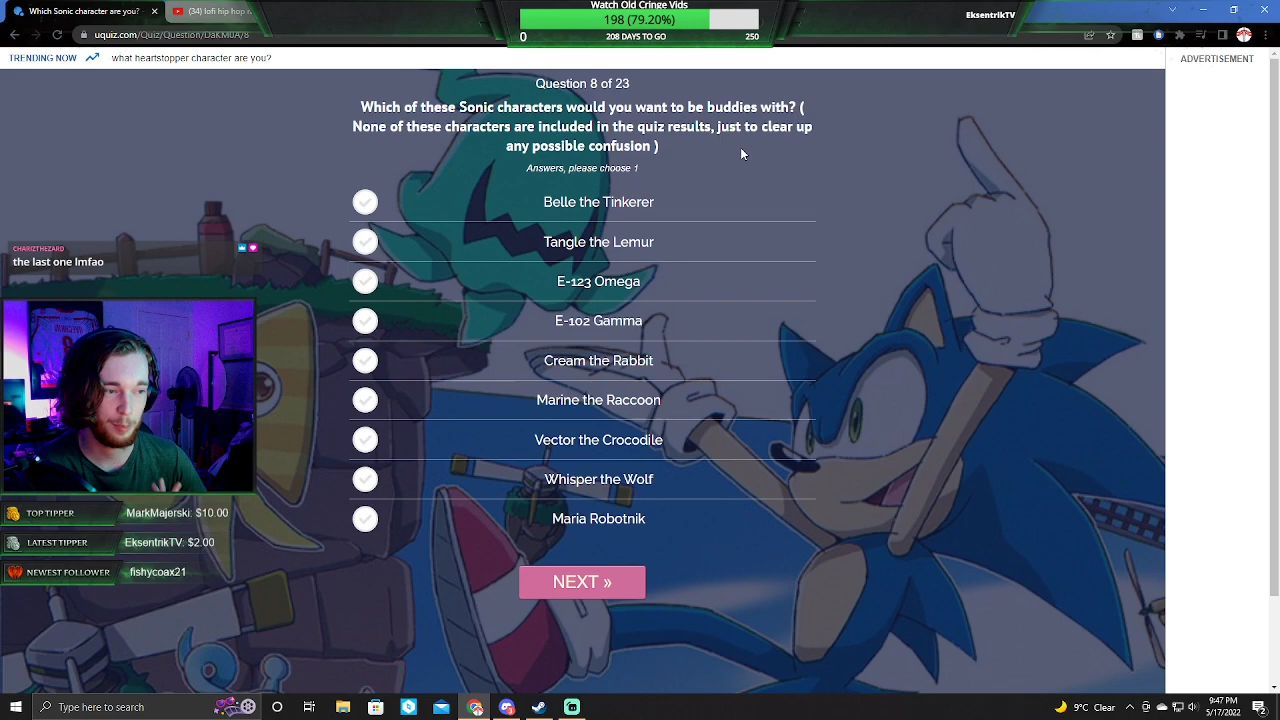 Which of these Sonic characters
(34) lofi hip hop r
Watch Old Cringe Vids
198 (79.20%)
0
208 DAYS TO GO
250
EksentrikTV
uquiz.com/Quiz/Question/D8KM0A/8
TRENDING NOW
what heartstopper character are you?
ADVERTISEMENT
Question 8 of 23
Which of these Sonic characters would you want to be buddies with? (
None of these characters are included in the quiz results, just to clear up
any possible confusion )
Answers, please choose 1
Belle the Tinkerer
Tangle the Lemur
E-123 Omega
E-102 Gamma
Cream the Rabbit
Marine the Raccoon
Vector the Crocodile
Whisper the Wolf
Maria Robotnik
NEXT »
CHARIZTHEZARD
the last one lmfao
TOP TIPPER
MarkMajerski: $10.00
LATEST TIPPER
EksentrikTV: $2.00
NEWEST FOLLOWER
fishycoax21
Type here to search
9°C Clear
9:47 PM
5/17/2022